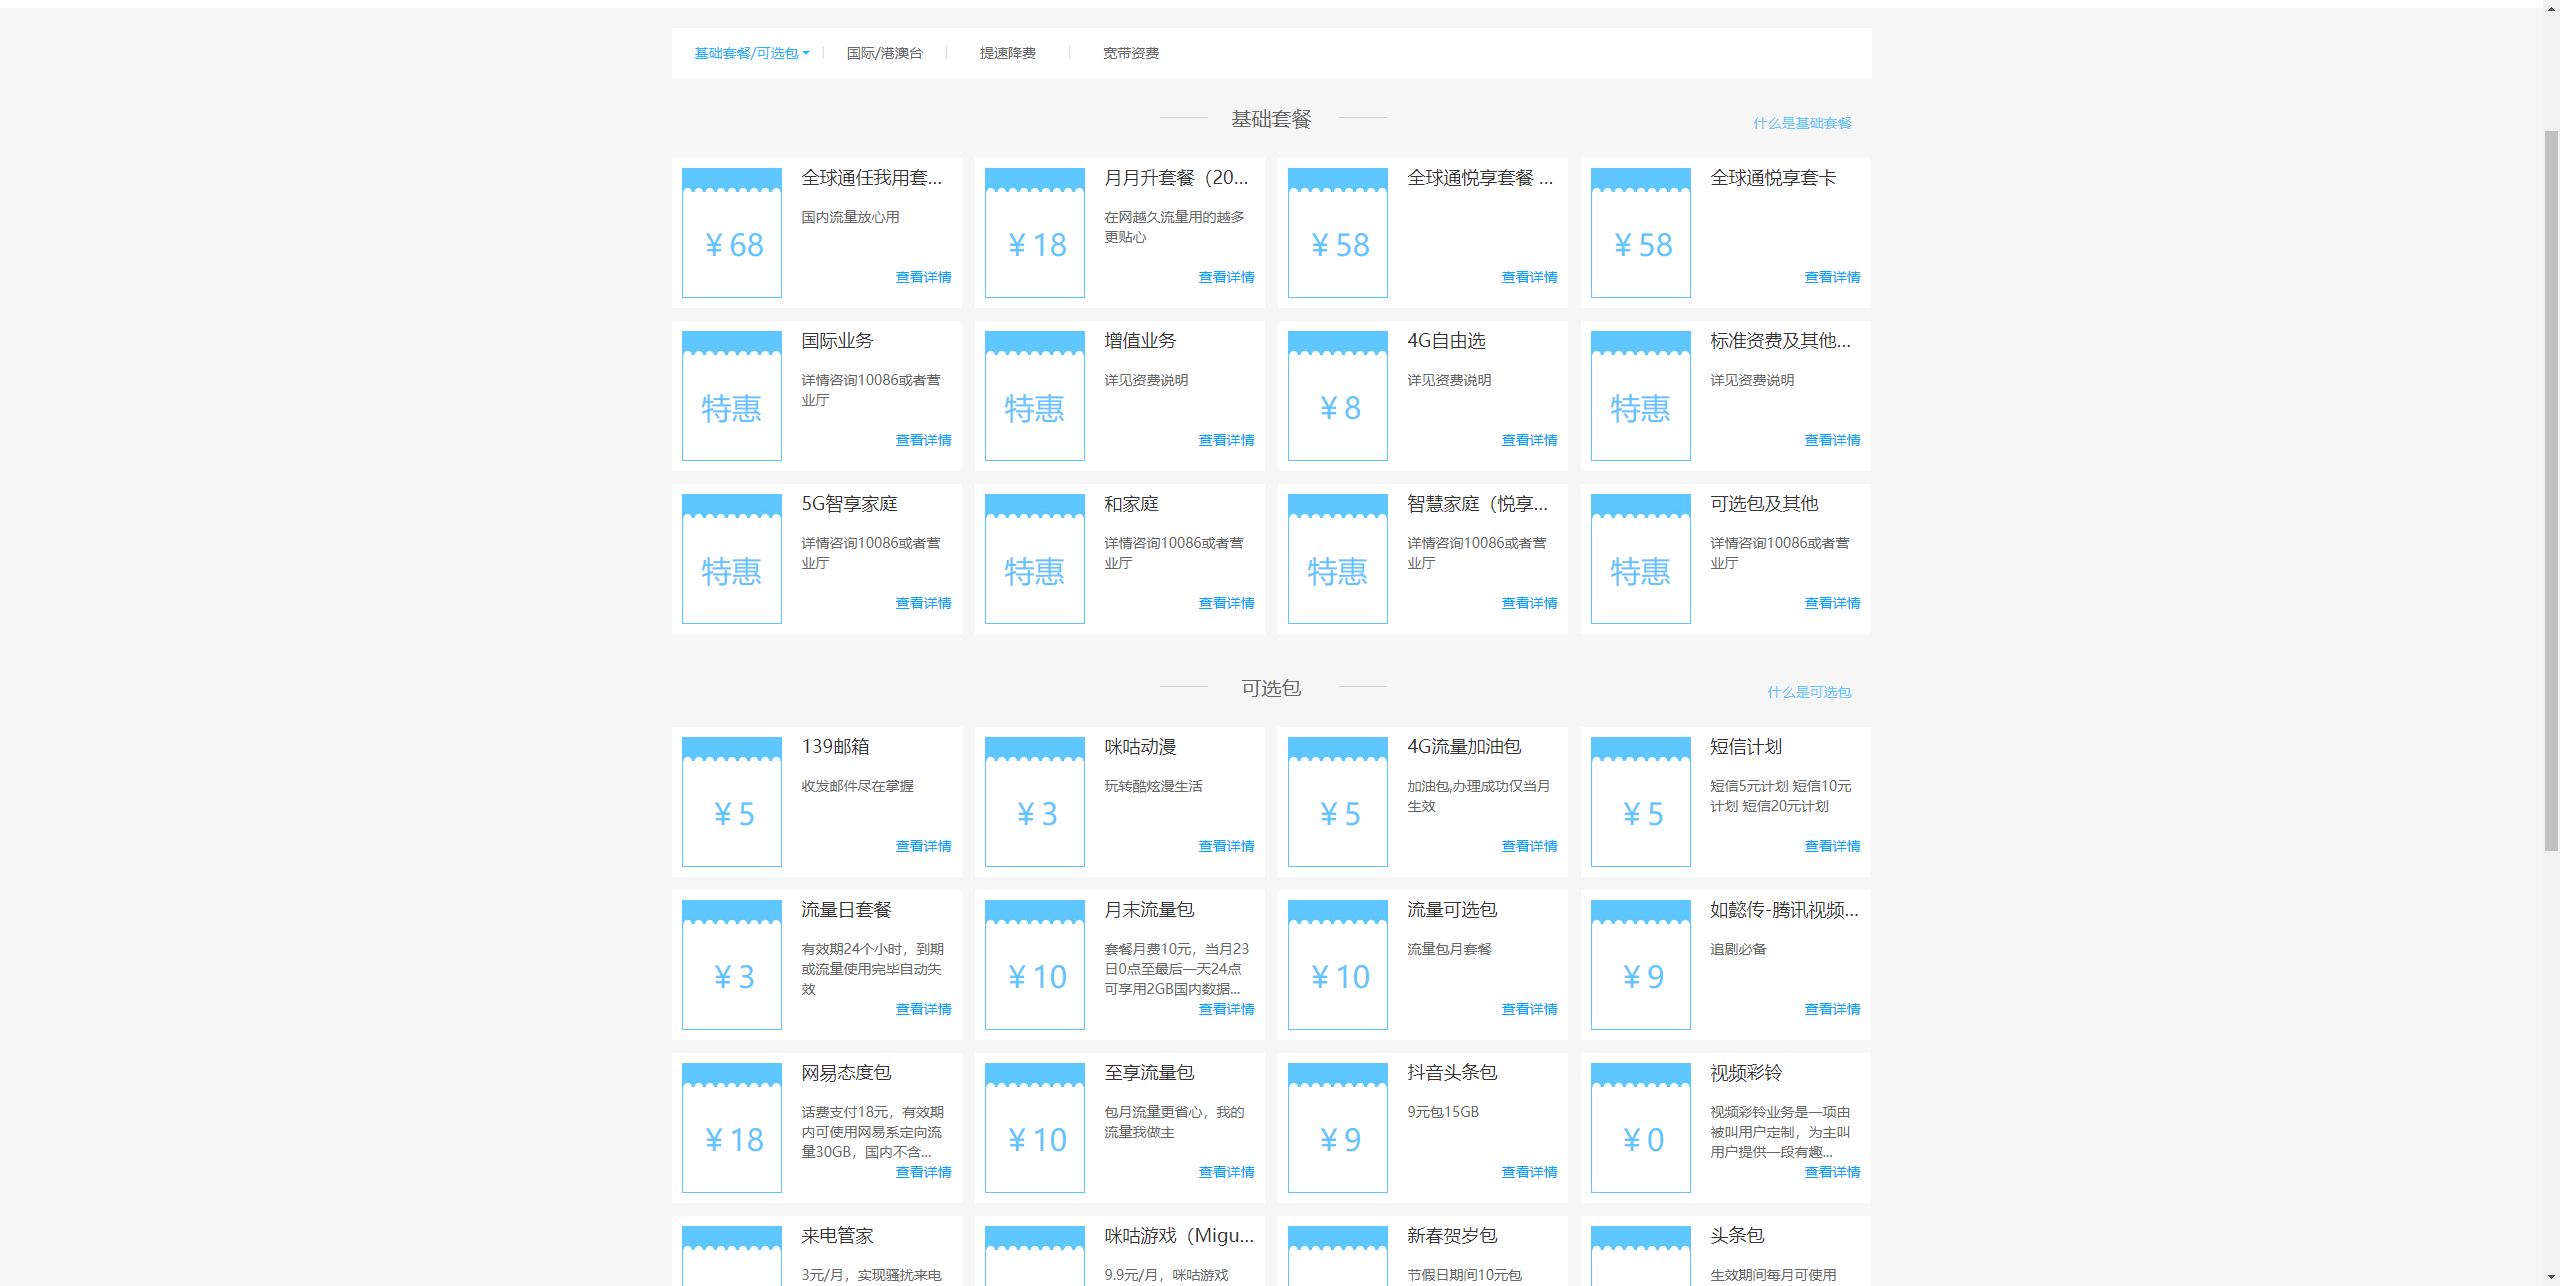 基础套餐/可选包
国际/港澳台
提速降费
宽带资费
基础套餐
什么是基础套餐
¥68
全球通任我用套...
国内流量放心用
查看详情
¥18
月月升套餐（20...
在网越久流量用的越多
更贴心
查看详情
¥58
全球通悦享套餐 ...
查看详情
¥58
全球通悦享套卡
查看详情
特惠
国际业务
详情咨询10086或者营
业厅
查看详情
特惠
增值业务
详见资费说明
查看详情
¥8
4G自由选
详见资费说明
查看详情
特惠
标准资费及其他...
详见资费说明
查看详情
特惠
5G智享家庭
详情咨询10086或者营
业厅
查看详情
特惠
和家庭
详情咨询10086或者营
业厅
查看详情
特惠
智慧家庭（悦享...
详情咨询10086或者营
业厅
查看详情
特惠
可选包及其他
详情咨询10086或者营
业厅
查看详情
可选包
什么是可选包
¥5
139邮箱
收发邮件尽在掌握
查看详情
¥3
咪咕动漫
玩转酷炫漫生活
查看详情
¥5
4G流量加油包
加油包,办理成功仅当月
生效
查看详情
¥5
短信计划
短信5元计划 短信10元
计划 短信20元计划
查看详情
¥3
流量日套餐
有效期24个小时，到期
或流量使用完毕自动失
效
查看详情
¥10
月末流量包
套餐月费10元，当月23
日0点至最后一天24点
可享用2GB国内数据...
查看详情
¥10
流量可选包
流量包月套餐
查看详情
¥9
如懿传-腾讯视频...
追剧必备
查看详情
¥18
网易态度包
话费支付18元，有效期
内可使用网易系定向流
量30GB，国内不含...
查看详情
¥10
至享流量包
包月流量更省心，我的
流量我做主
查看详情
¥9
抖音头条包
9元包15GB
查看详情
¥0
视频彩铃
视频彩铃业务是一项由
被叫用户定制，为主叫
用户提供一段有趣...
查看详情
来电管家
3元/月，实现骚扰来电
咪咕游戏（Migu...
9.9元/月，咪咕游戏
新春贺岁包
节假日期间10元包
头条包
生效期间每月可使用